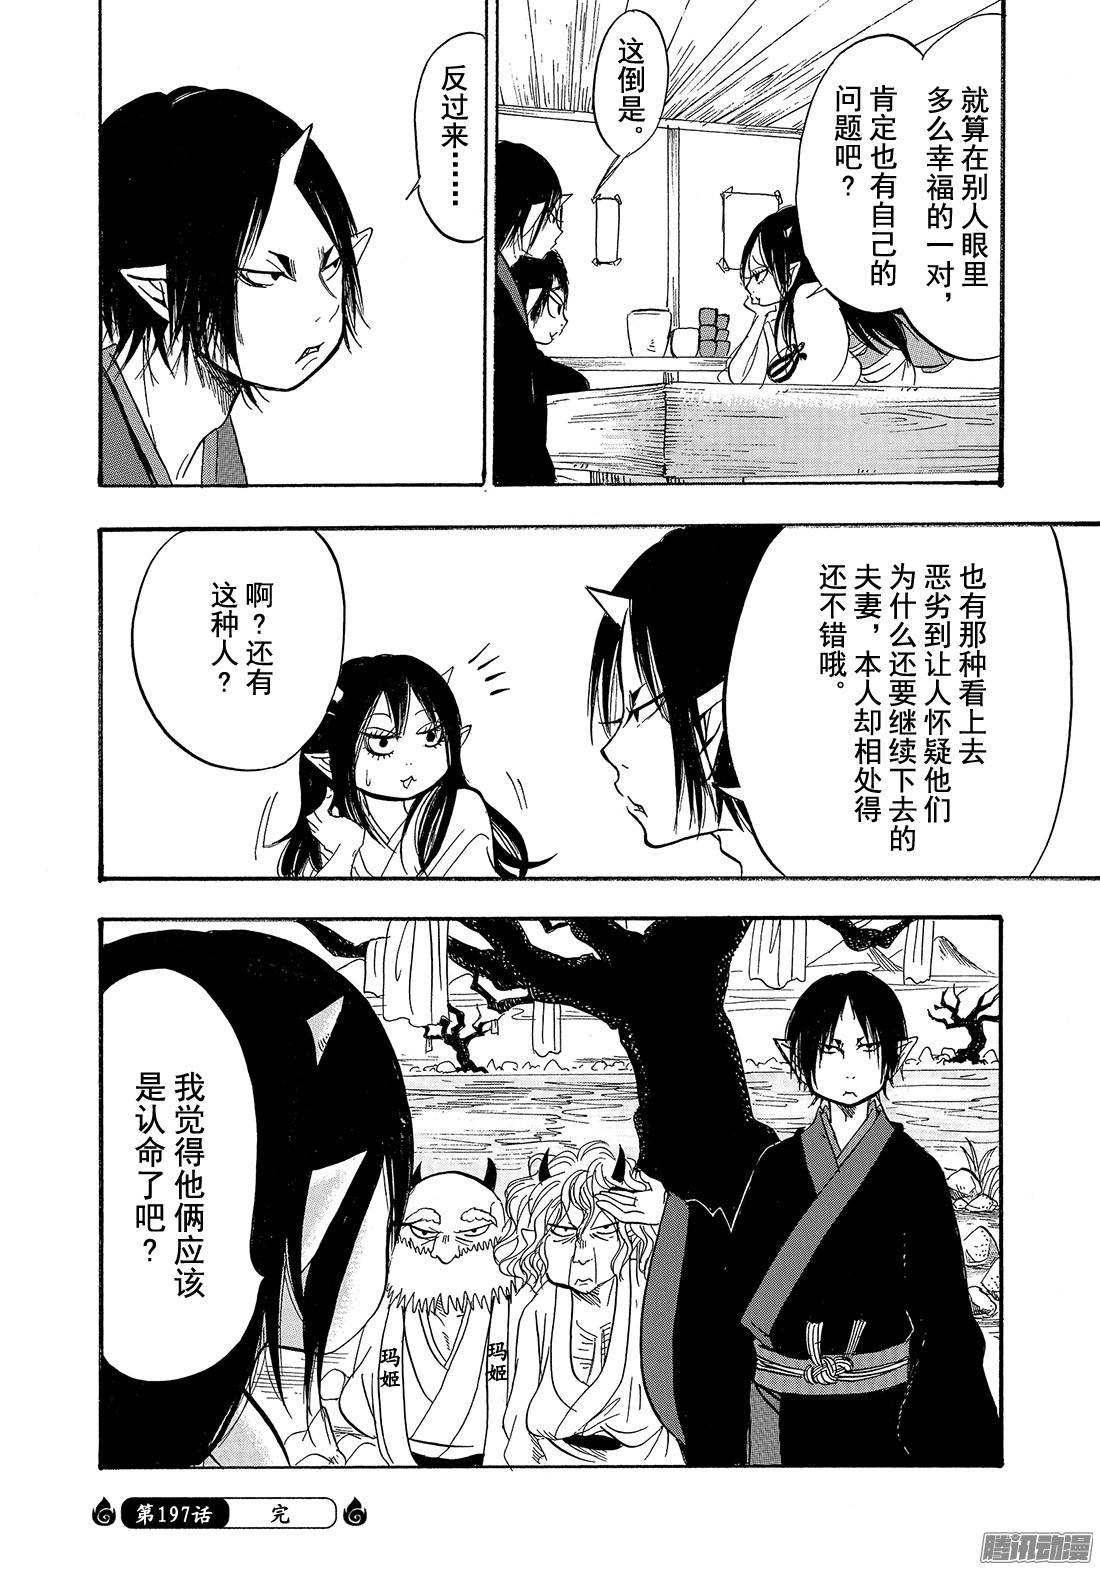 就算在别人眼里
多么幸福的一对，
肯定也有自己的
问题吧？
这倒是。
反过来……
也有那种看上去
恶劣到让人怀疑他们
为什么还要继续下去的
夫妻，本人却相处得
还不错哦。
啊？还有
这种人？
我觉得他俩应该
是认命了吧？
玛姬
玛姬
第197话 完
腾讯动漫